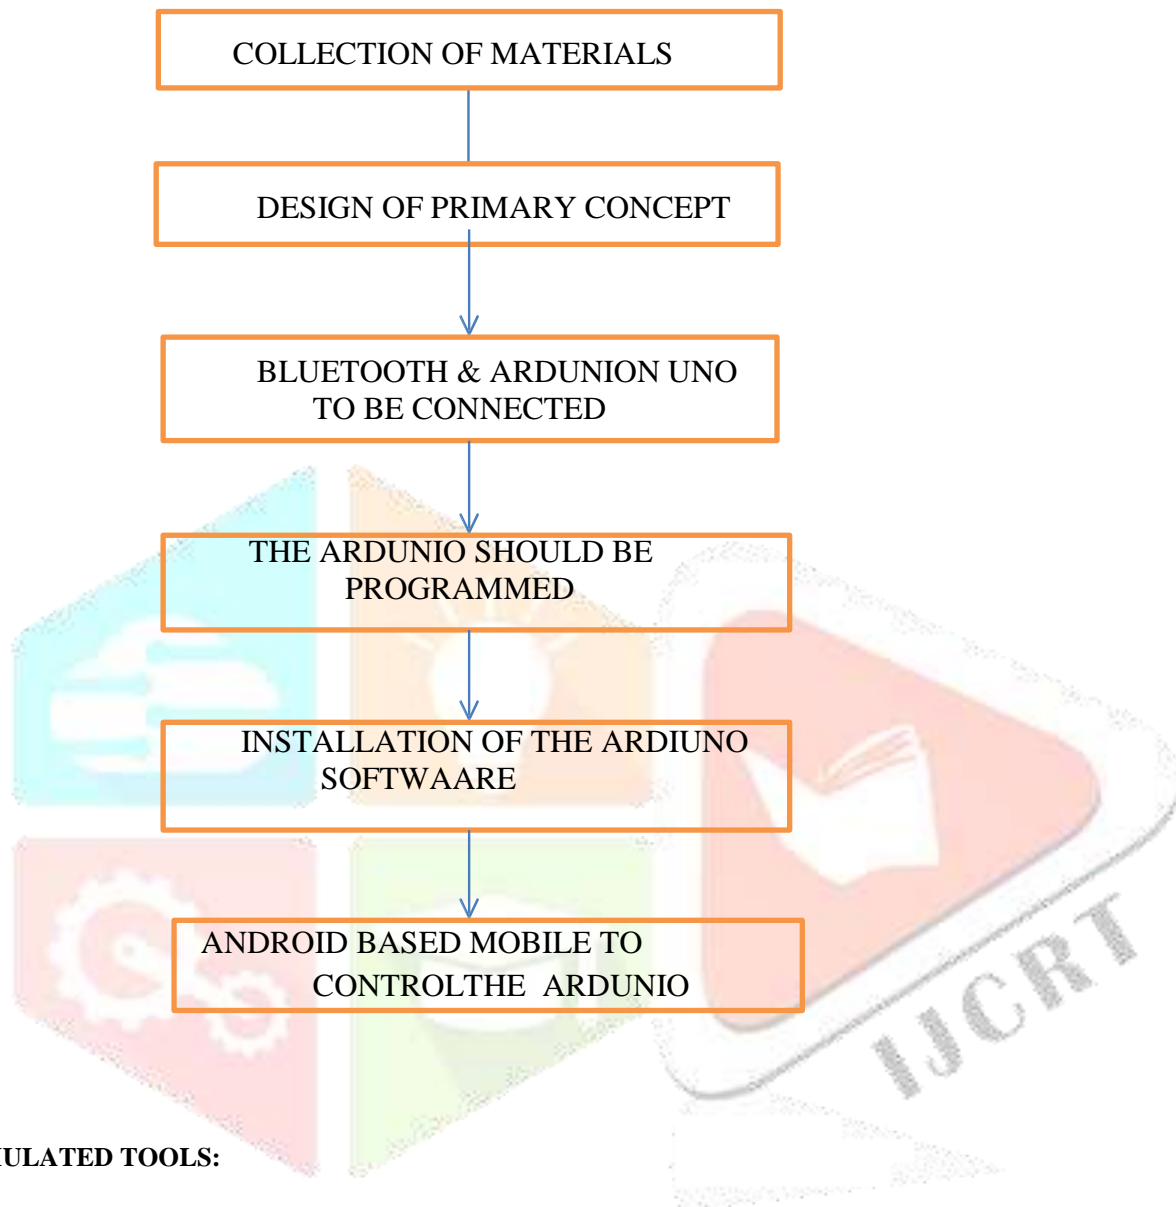 COLLECTION OF MATERIALS
DESIGN OF PRIMARY CONCEPT
BLUETOOTH & ARDUNION UNO
TO BE CONNECTED
THE ARDUNIO SHOULD BE
PROGRAMMED
INSTALLATION OF THE ARDIUNO
SOFTWAARE
ANDROID BASED MOBILE TO
CONTROLTHE ARDUNIO
IJCRT
TOOLS: